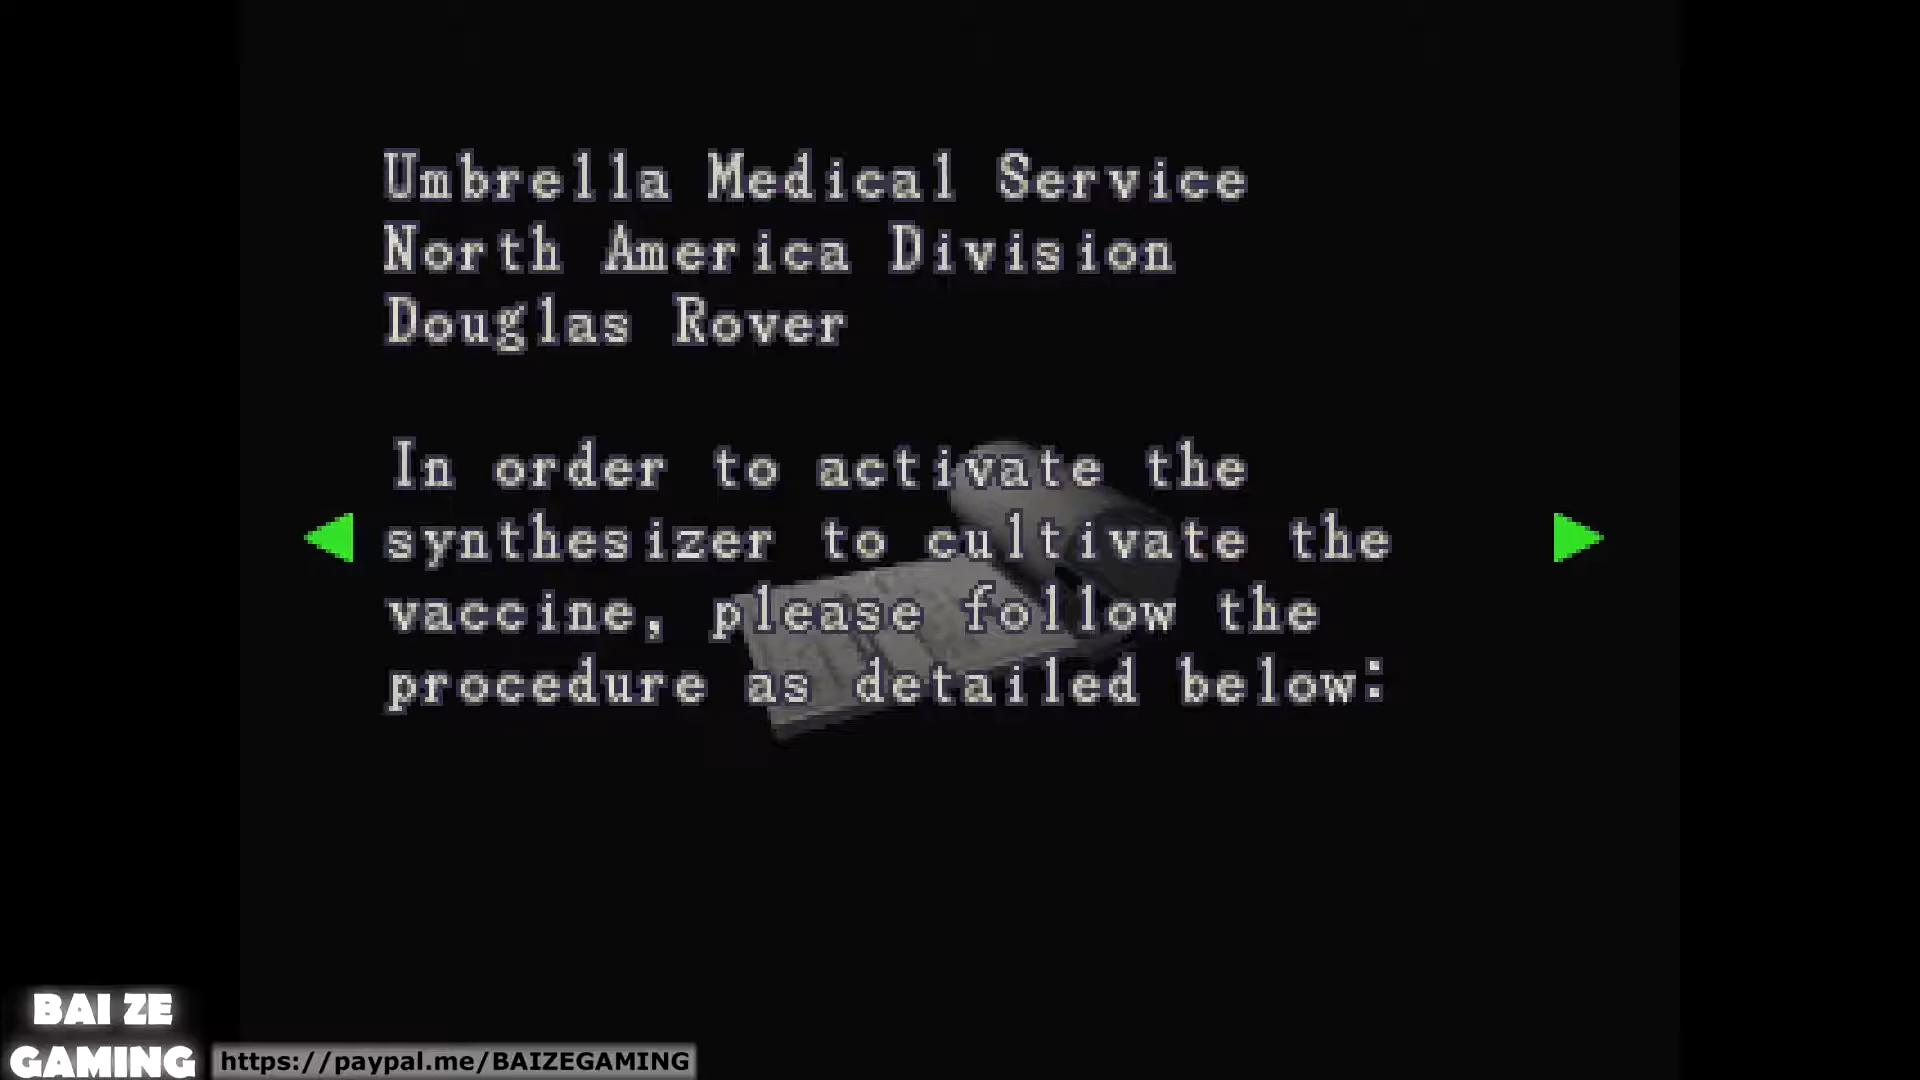 Umbrella Medical Service
North America Division
Douglas Rover
In order to activate the
synthesizer to cultivate the
vaccine, please follow the
procedure as detailed below:
BAI ZE
GAMING
https://paypal.me/BAIZEGAMING